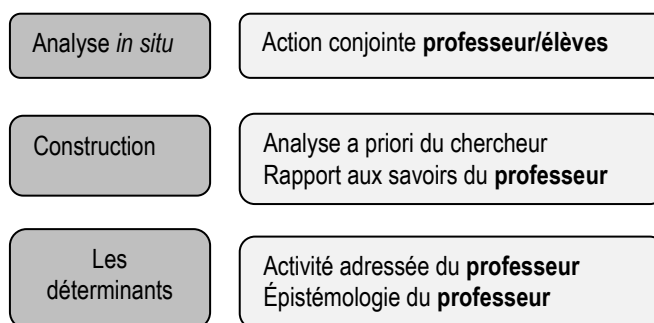 Analyse in situ
Action conjointe professeur/élèves
Construction
Analyse a priori du chercheur
Rapport aux savoirs du professeur
Les
déterminants
Activité adressée du professeur
Épistémologie du professeur